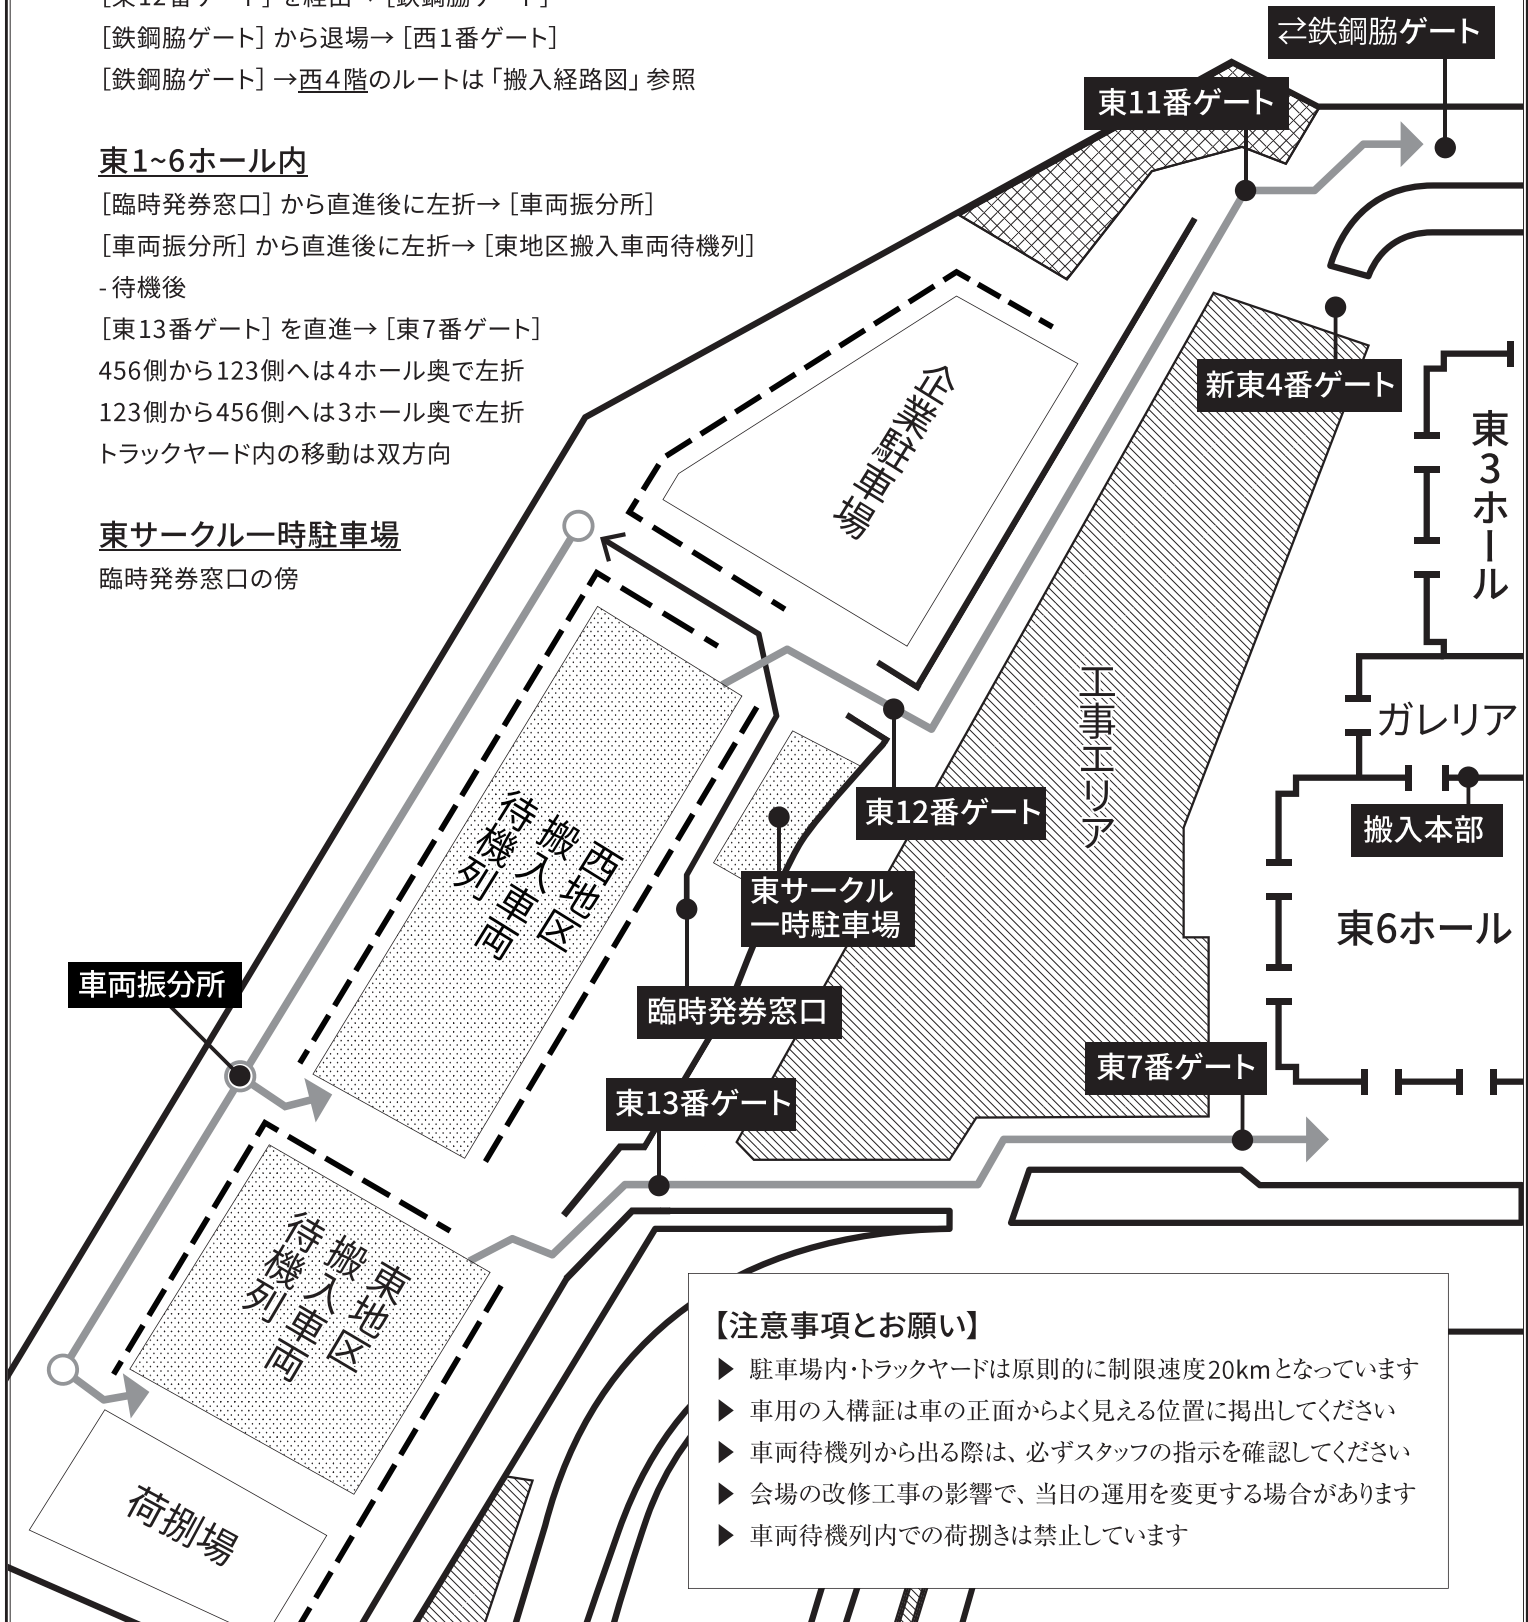 ［鉄鋼脇ゲート］から退場→［西1番ゲート］
［鉄鋼脇ゲート］→西４階のルートは「搬入経路図」参照
東1~6ホール内
［臨時発券窓口］から直進後に左折→［車両振分所］
［車両振分所］から直進後に左折→［東地区搬入車両待機列］
- 待機後
［東13番ゲート］を直進→［東７番ゲート］
456側から123側へは4ホール奥で左折
123側から456側へは3ホール奥で左折
トラックヤード内の移動は双方向
東サークル一時駐車場
臨時発券窓口の傍
⇄鉄鋼脇ゲート
東11番ゲート
新東4番ゲート
企業駐車場
東3ホール
工事エリア
ガレリア
東12番ゲート
搬入本部
東サークル
一時駐車場
西地区
搬入車両
待機列
東6ホール
車両振分所
臨時発券窓口
東7番ゲート
東13番ゲート
東地区
搬入車両
待機列
荷捌場
【注意事項とお願い】
▶ 駐車場内･トラックヤードは原則的に制限速度20kmとなっています
▶ 車用の入構証は車の正面からよく見える位置に掲出してください
▶ 車両待機列から出る際は、必ずスタッフの指示を確認してください
▶ 会場の改修工事の影響で、当日の運用を変更する場合があります
▶ 車両待機列内での荷捌きは禁止しています